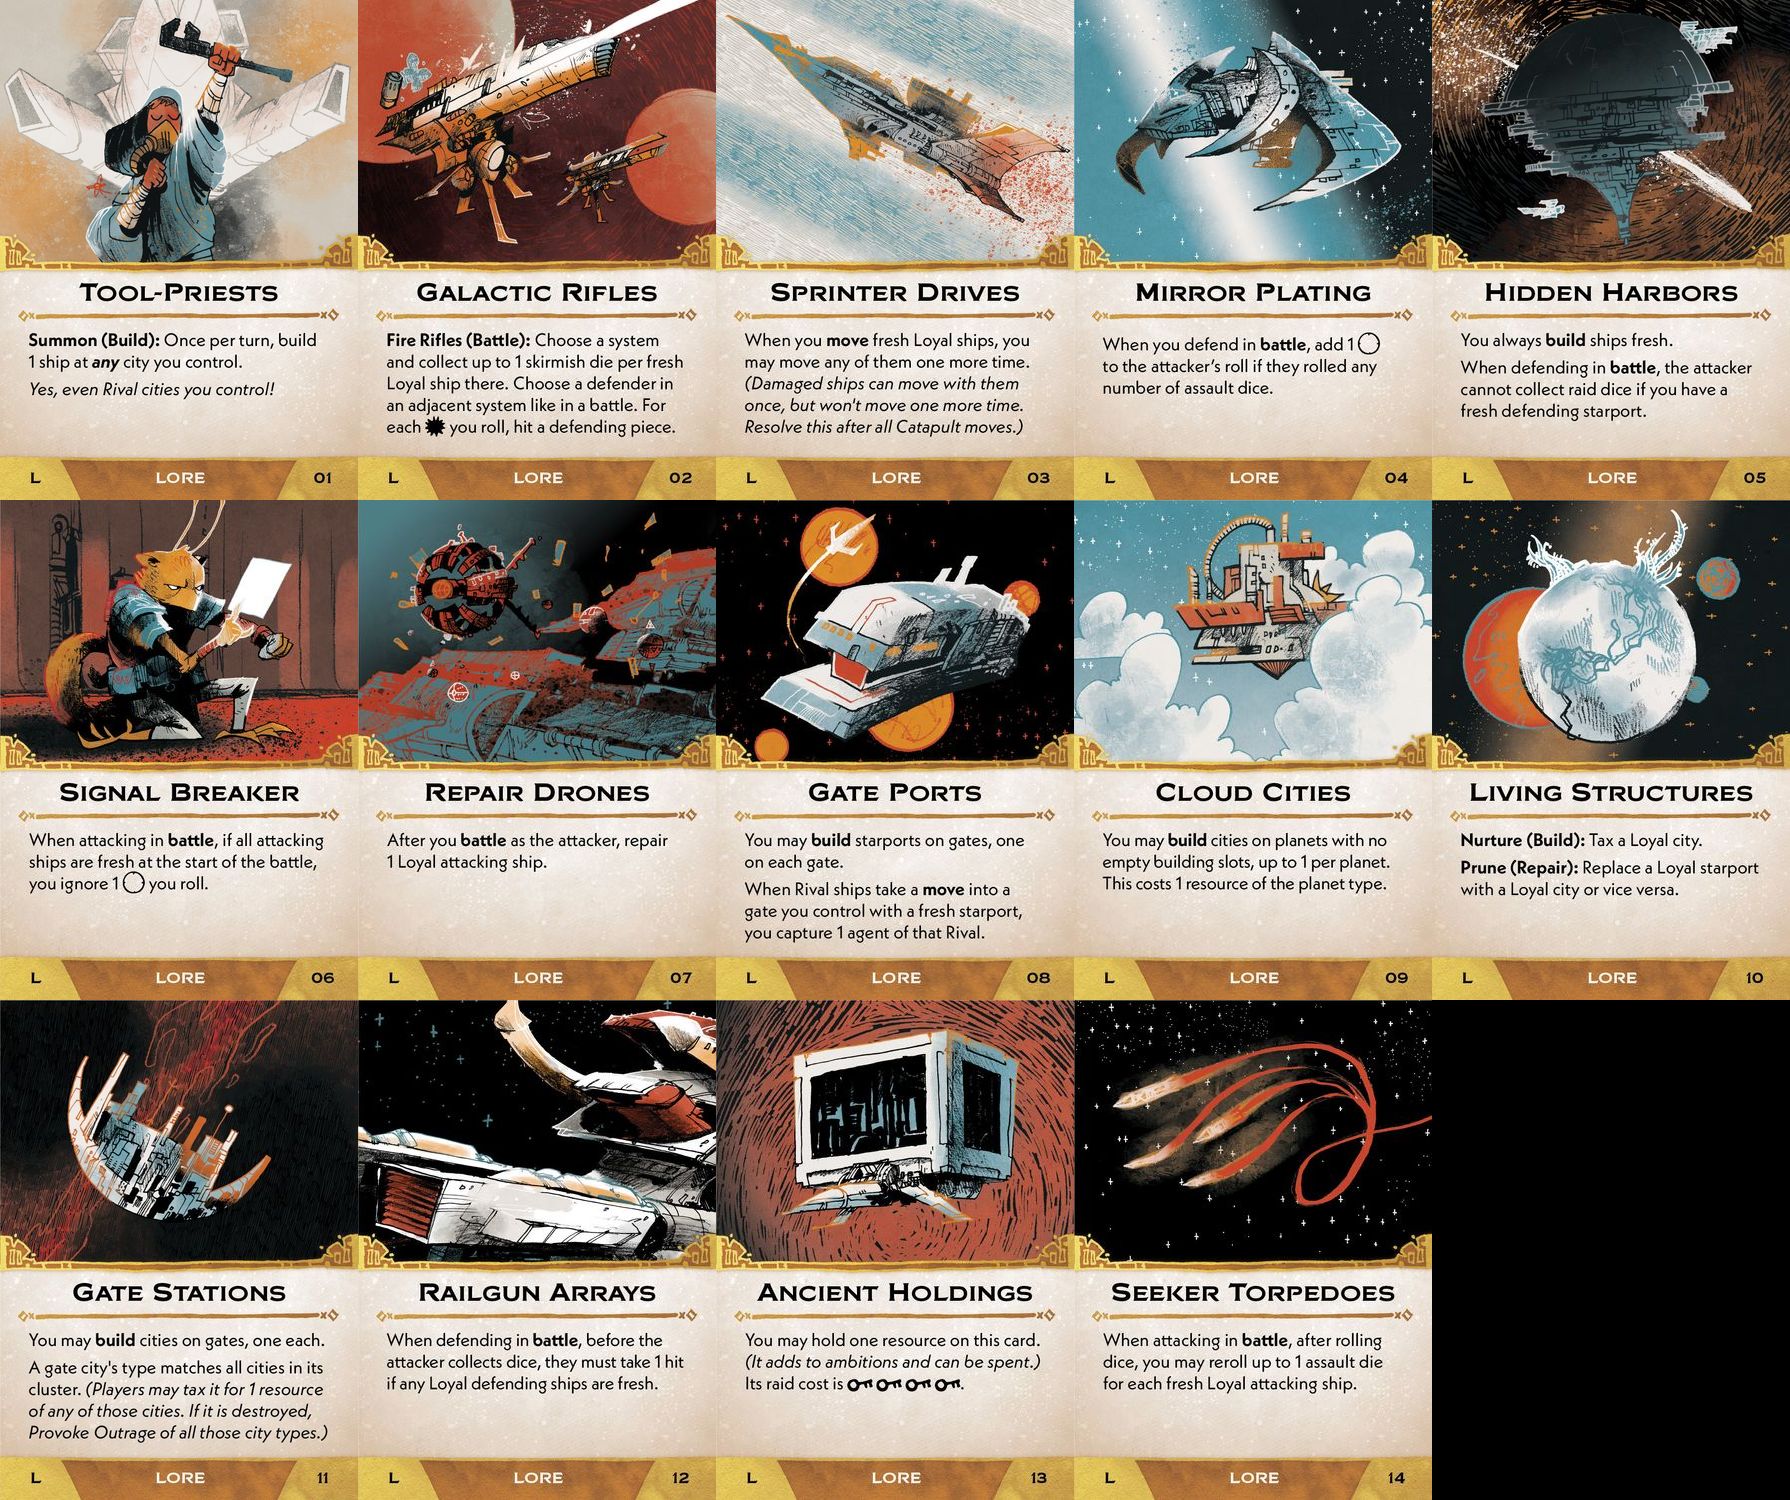 TOOL-PRIESTS
Summon (Build): Once per turn, build
1 ship at any city you control.
Yes, even Rival cities you control!
L LORE 01
GALACTIC RIFLES
Fire Rifles (Battle): Choose a system
and collect up to 1 skirmish die per fresh
Loyal ship there. Choose a defender in
an adjacent system like in a battle. For
each you roll, hit a defending piece.
L LORE 02
SPRINTER DRIVES
When you move fresh Loyal ships, you
may move any of them one more time.
(Damaged ships can move with them
once, but won't move one more time.
Resolve this after all Catapult moves.)
L LORE 03
MIRROR PLATING
When you defend in battle, add 1
to the attacker's roll if they rolled any
number of assault dice.
L LORE 04
HIDDEN HARBORS
You always build ships fresh.
When defending in battle, the attacker
cannot collect raid dice if you have a
fresh defending starport.
L LORE 05
SIGNAL BREAKER
When attacking in battle, if all attacking
ships are fresh at the start of the battle,
you ignore 1 you roll.
L LORE 06
REPAIR DRONES
After you battle as the attacker, repair
1 Loyal attacking ship.
L LORE 07
GATE PORTS
You may build starports on gates, one
on each gate.
When Rival ships take a move into a
gate you control with a fresh starport,
you capture 1 agent of that Rival.
L LORE 08
CLOUD CITIES
You may build cities on planets with no
empty building slots, up to 1 per planet.
This costs 1 resource of the planet type.
L LORE 09
LIVING STRUCTURES
Nurture (Build): Tax a Loyal city.
Prune (Repair): Replace a Loyal starport
with a Loyal city or vice versa.
L LORE 10
GATE STATIONS
You may build cities on gates, one each.
A gate city's type matches all cities in its
cluster. (Players may tax it for 1 resource
of any of those cities. If it is destroyed,
Provoke Outrage of all those city types.)
L LORE 11
RAILGUN ARRAYS
When defending in battle, before the
attacker collects dice, they must take 1 hit
if any Loyal defending ships are fresh.
L LORE 12
ANCIENT HOLDINGS
You may hold one resource on this card.
(It adds to ambitions and can be spent.)
Its raid cost is .
L LORE 13
SEEKER TORPEDOES
When attacking in battle, after rolling
dice, you may reroll up to 1 assault die
for each fresh Loyal attacking ship.
L LORE 14